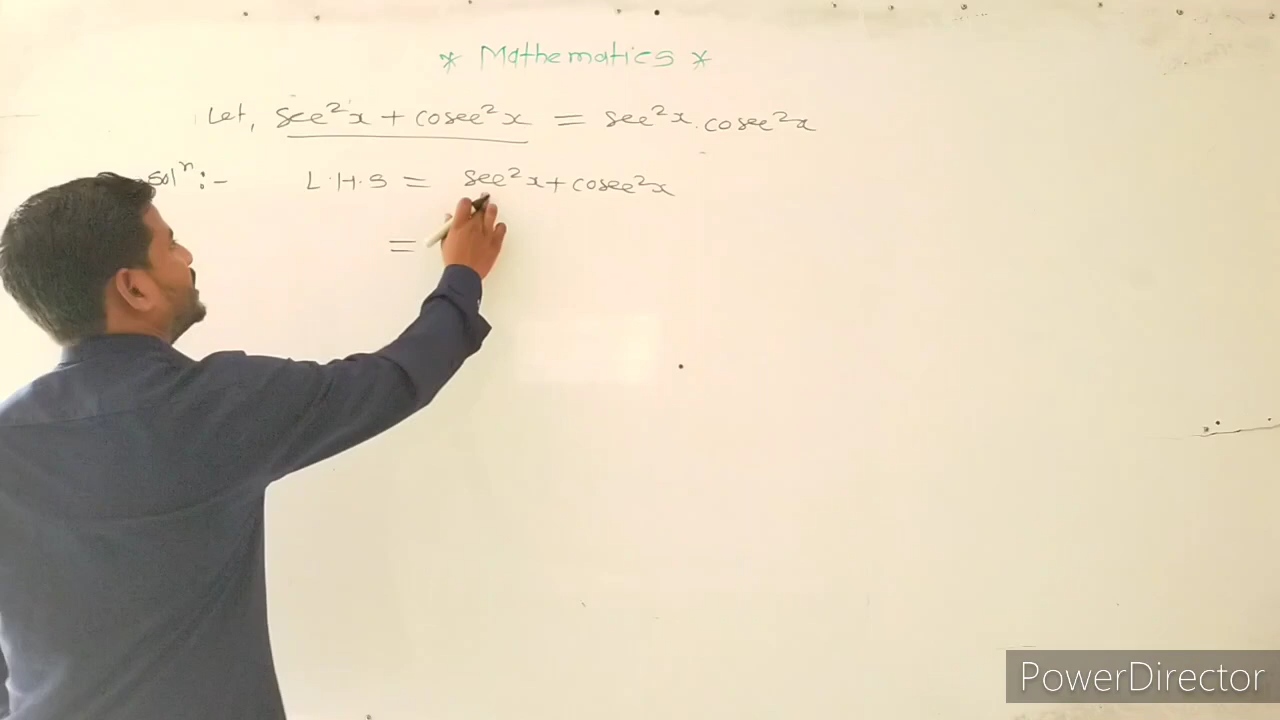 * Mathematics *
Let, sec²x + cosec²x = sec²x . cosec²x
solⁿ :- L.H.S = sec²x + cosec²x
=
PowerDirector